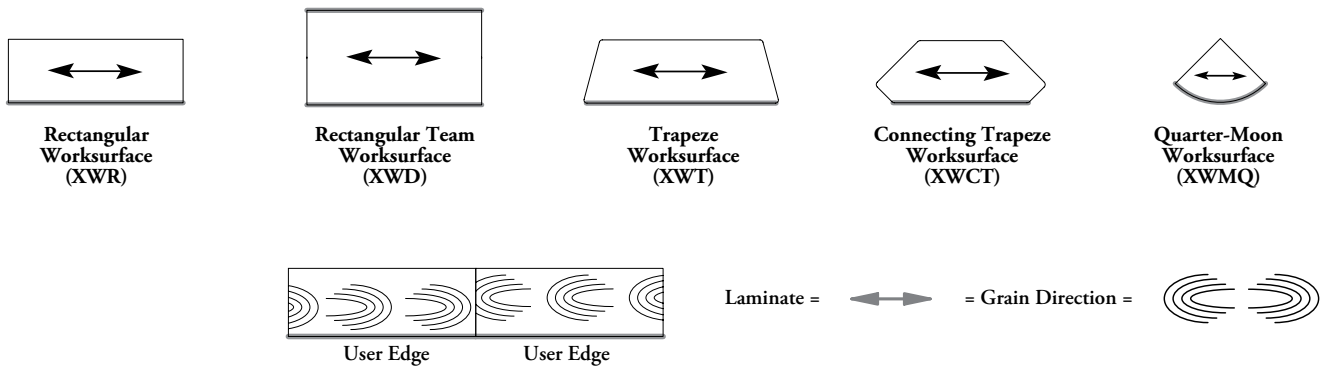 Rectangular
Worksurface
(XWR)
Rectangular Team
Worksurface
(XWD)
Trapeze
Worksurface
(XWT)
Connecting Trapeze
Worksurface
(XWCT)
Quarter-Moon
Worksurface
(XWMQ)
Laminate = = Grain Direction =
User Edge
User Edge